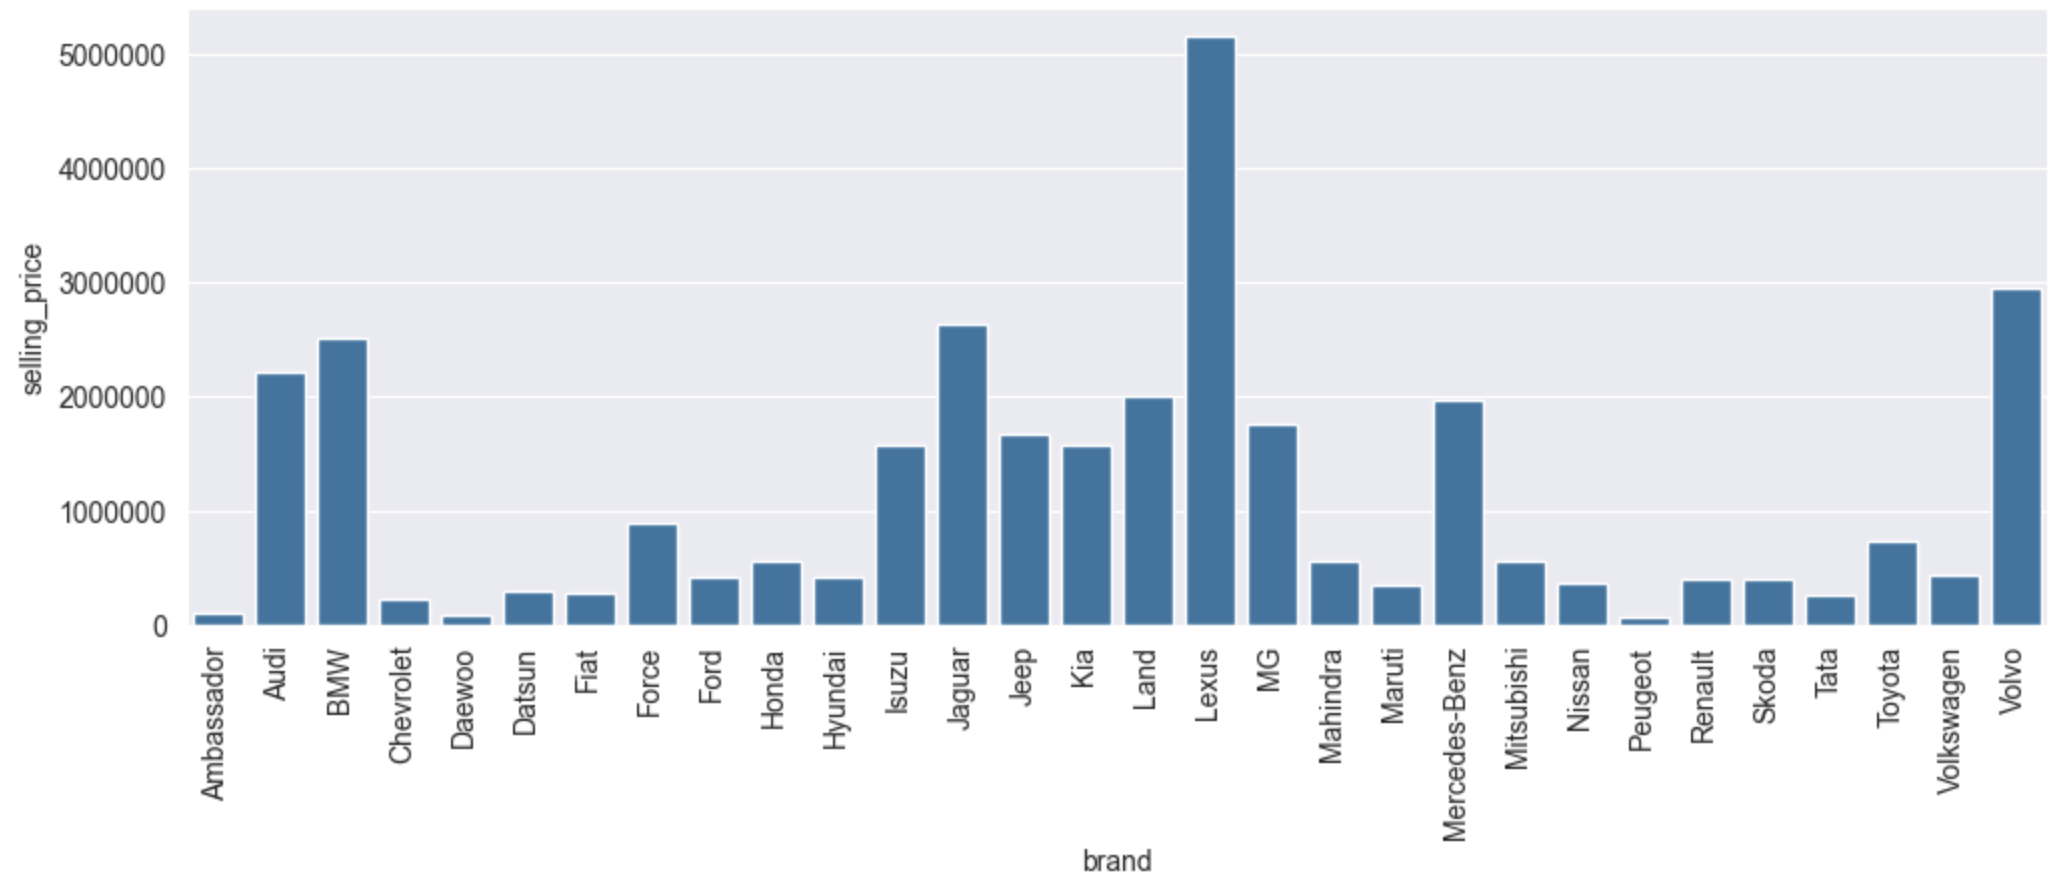 selling_price
5000000
4000000
3000000
2000000
1000000
0
Ambassador
Audi
BMW
Chevrolet
Daewoo
Datsun
Fiat
Force
Ford
Honda
Hyundai
Isuzu
Jaguar
Jeep
Kia
Land
Lexus
MG
Mahindra
Maruti
Mercedes-Benz
Mitsubishi
Nissan
Peugeot
Renault
Skoda
Tata
Toyota
Volkswagen
Volvo
brand